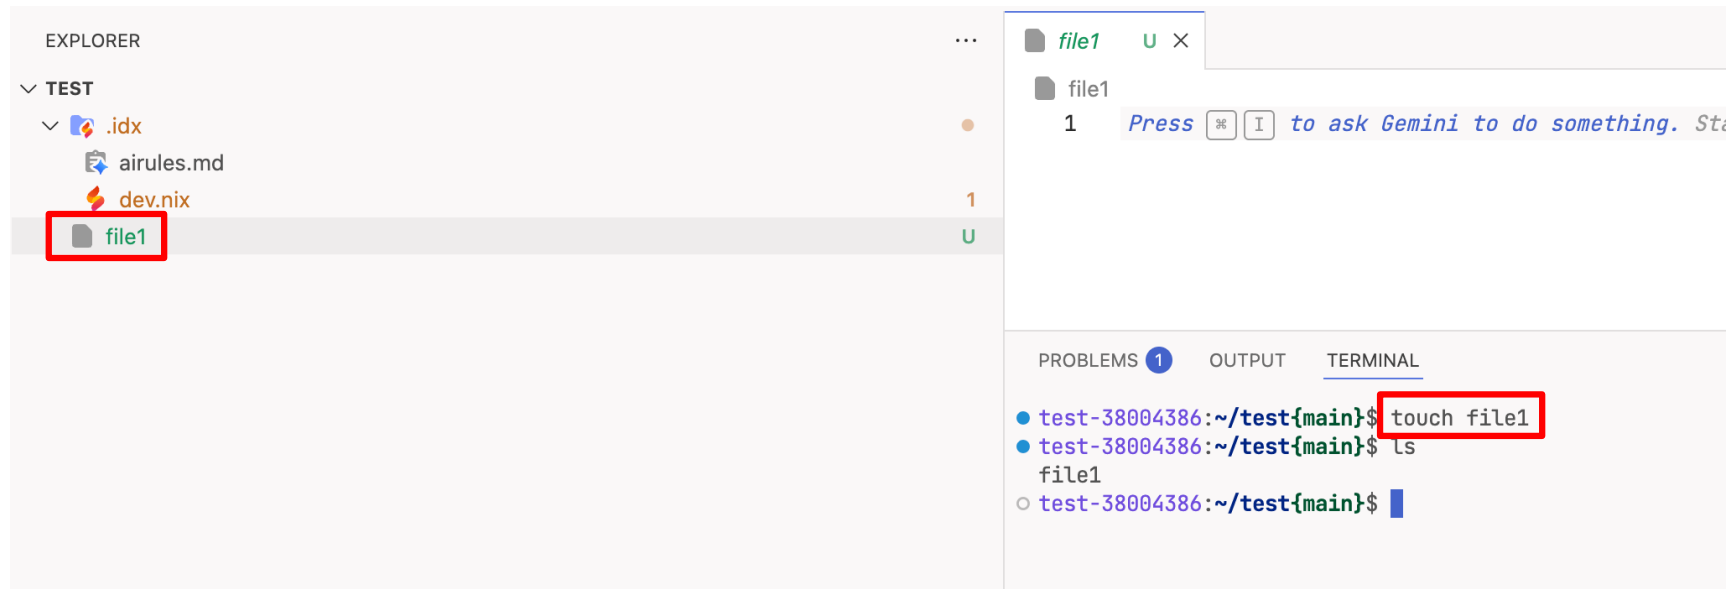 EXPLORER ...
TEST
.idx
airules.md
dev.nix 1
file1 U
file1 U
file1
1 Press ⌘ I to ask Gemini to do something.
PROBLEMS 1 OUTPUT TERMINAL
test-38004386:~/test{main}$ touch file1
test-38004386:~/test{main}$ ls
file1
test-38004386:~/test{main}$